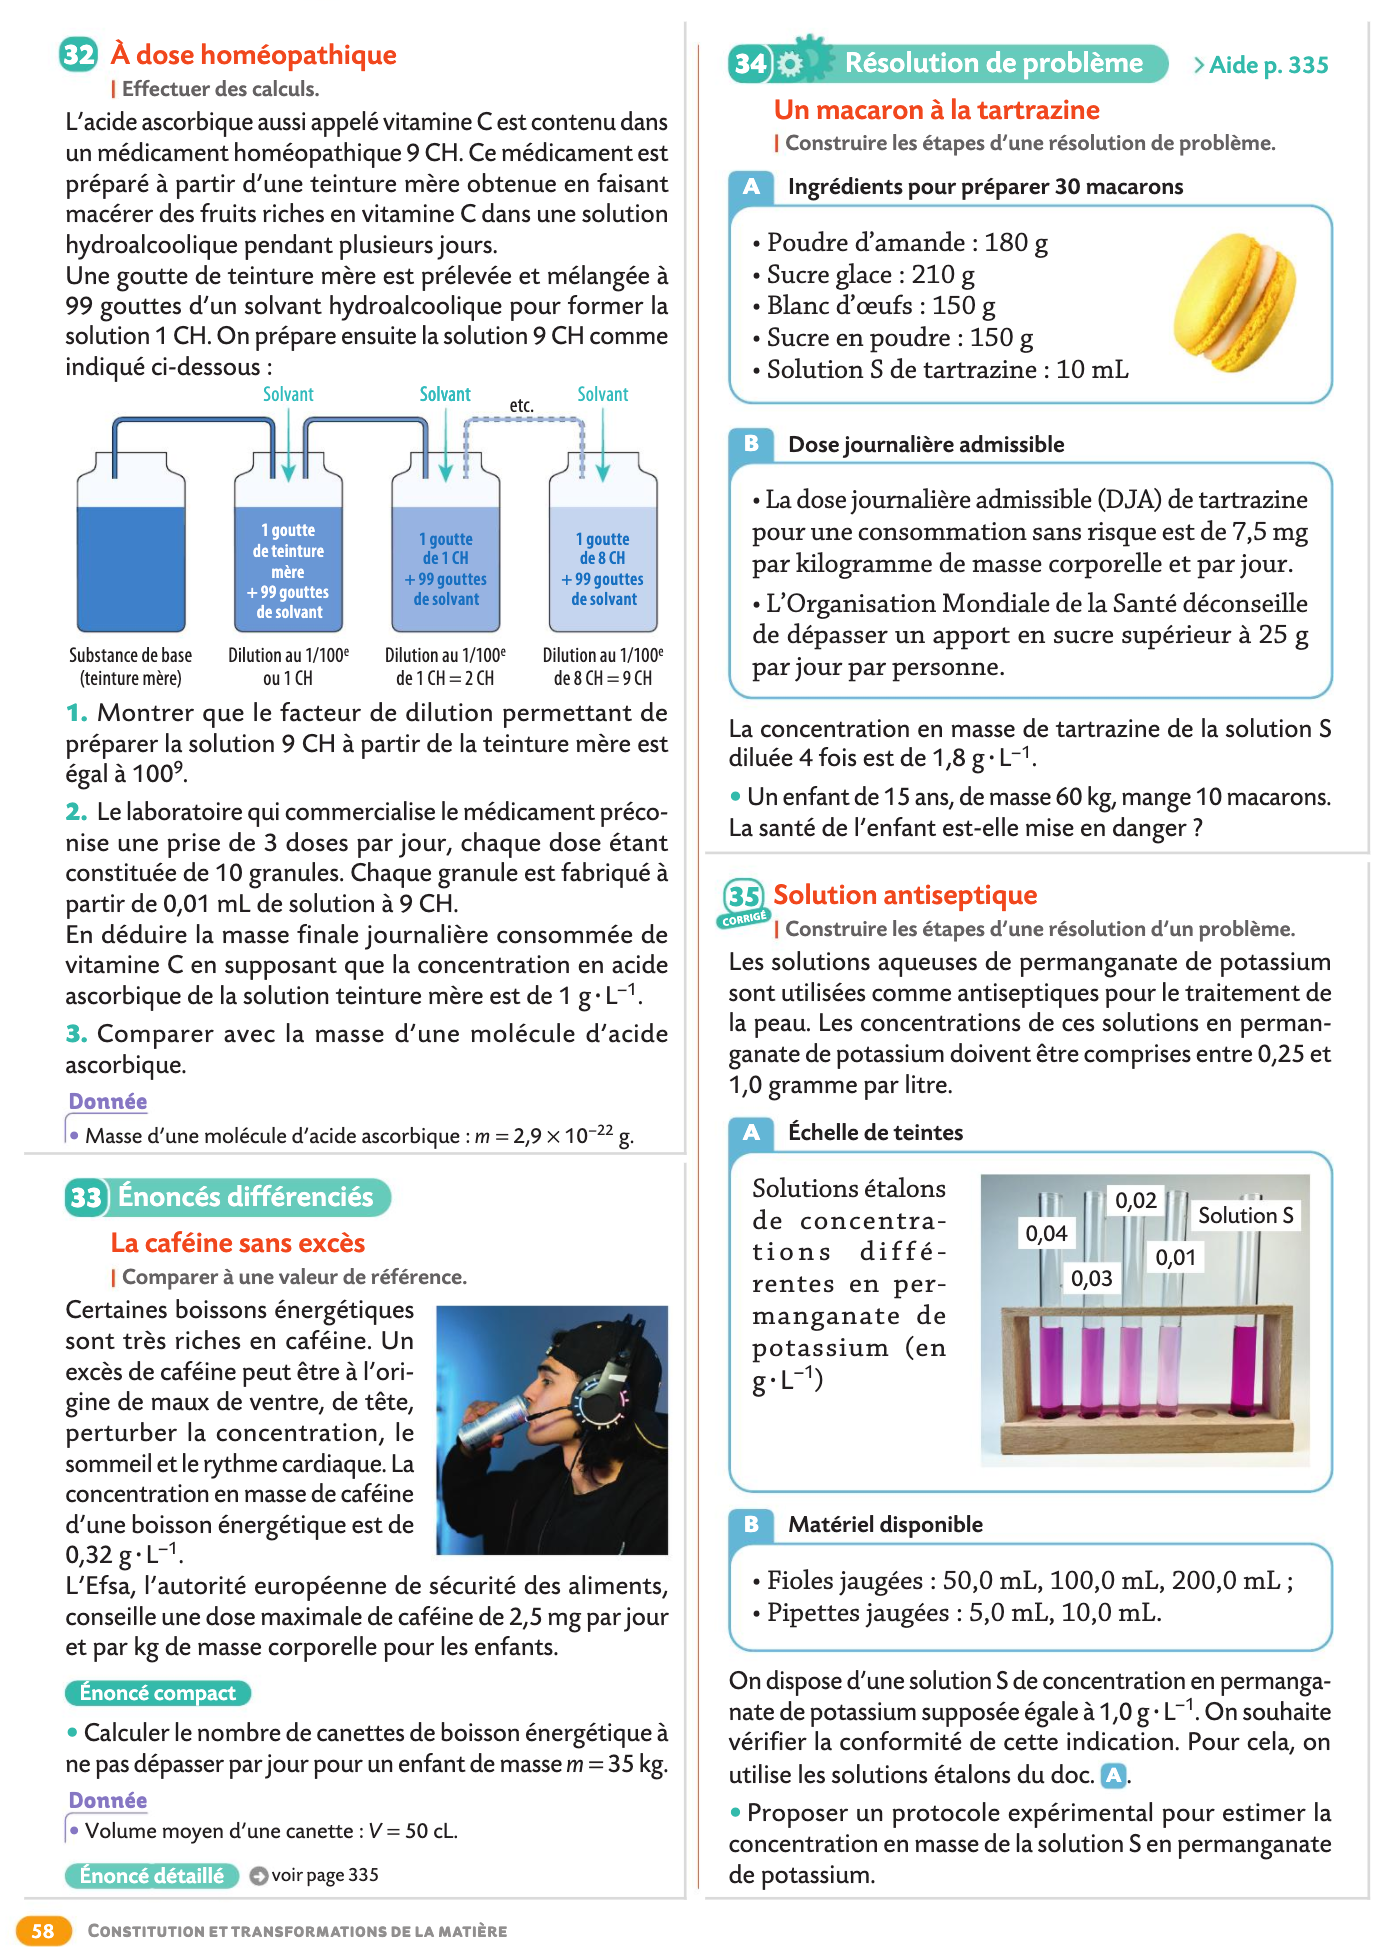 32 À dose homéopathique
| Effectuer des calculs.
L'acide ascorbique aussi appelé vitamine C est contenu dans
un médicament homéopathique 9 CH. Ce médicament est
préparé à partir d'une teinture mère obtenue en faisant
macérer des fruits riches en vitamine C dans une solution
hydroalcoolique pendant plusieurs jours.
Une goutte de teinture mère est prélevée et mélangée à
99 gouttes d'un solvant hydroalcoolique pour former la
solution 1 CH. On prépare ensuite la solution 9 CH comme
indiqué ci-dessous :
Solvant
Solvant
etc.
Solvant
1 goutte
de teinture
mère
+ 99 gouttes
de solvant
1 goutte
de 1 CH
+ 99 gouttes
de solvant
1 goutte
de 8 CH
+ 99 gouttes
de solvant
Substance de base
(teinture mère)
Dilution au 1/100e
ou 1 CH
Dilution au 1/100e
de 1 CH = 2 CH
Dilution au 1/100e
de 8 CH = 9 CH
1. Montrer que le facteur de dilution permettant de
préparer la solution 9 CH à partir de la teinture mère est
égal à 100⁹.
2. Le laboratoire qui commercialise le médicament préco-
nise une prise de 3 doses par jour, chaque dose étant
constituée de 10 granules. Chaque granule est fabriqué à
partir de 0,01 mL de solution à 9 CH.
En déduire la masse finale journalière consommée de
vitamine C en supposant que la concentration en acide
ascorbique de la solution teinture mère est de 1 g·L⁻¹.
3. Comparer avec la masse d'une molécule d'acide
ascorbique.
Donnée
• Masse d'une molécule d'acide ascorbique : m = 2,9 × 10⁻²² g.
33 Énoncés différenciés
La caféine sans excès
| Comparer à une valeur de référence.
Certaines boissons énergétiques
sont très riches en caféine. Un
excès de caféine peut être à l'ori-
gine de maux de ventre, de tête,
perturber la concentration, le
sommeil et le rythme cardiaque. La
concentration en masse de caféine
d'une boisson énergétique est de
0,32 g·L⁻¹.
L'Efsa, l'autorité européenne de sécurité des aliments,
conseille une dose maximale de caféine de 2,5 mg par jour
et par kg de masse corporelle pour les enfants.
Énoncé compact
• Calculer le nombre de canettes de boisson énergétique à
ne pas dépasser par jour pour un enfant de masse m = 35 kg.
Donnée
• Volume moyen d'une canette : V = 50 cL.
Énoncé détaillé voir page 335
34 Résolution de problème > Aide p. 335
Un macaron à la tartrazine
| Construire les étapes d'une résolution de problème.
A Ingrédients pour préparer 30 macarons
• Poudre d'amande : 180 g
• Sucre glace : 210 g
• Blanc d'œufs : 150 g
• Sucre en poudre : 150 g
• Solution S de tartrazine : 10 mL
B Dose journalière admissible
• La dose journalière admissible (DJA) de tartrazine
pour une consommation sans risque est de 7,5 mg
par kilogramme de masse corporelle et par jour.
• L'Organisation Mondiale de la Santé déconseille
de dépasser un apport en sucre supérieur à 25 g
par jour par personne.
La concentration en masse de tartrazine de la solution S
diluée 4 fois est de 1,8 g·L⁻¹.
• Un enfant de 15 ans, de masse 60 kg, mange 10 macarons.
La santé de l'enfant est-elle mise en danger ?
35 Solution antiseptique
CORRIGÉ
| Construire les étapes d'une résolution d'un problème.
Les solutions aqueuses de permanganate de potassium
sont utilisées comme antiseptiques pour le traitement de
la peau. Les concentrations de ces solutions en perman-
ganate de potassium doivent être comprises entre 0,25 et
1,0 gramme par litre.
A Échelle de teintes
Solutions étalons
de concentra-
tions diffé-
rentes en per-
manganate de
potassium (en
g·L⁻¹)
0,04
0,03
0,02
0,01
Solution S
B Matériel disponible
• Fioles jaugées : 50,0 mL, 100,0 mL, 200,0 mL ;
• Pipettes jaugées : 5,0 mL, 10,0 mL.
On dispose d'une solution S de concentration en permanga-
nate de potassium supposée égale à 1,0 g·L⁻¹. On souhaite
vérifier la conformité de cette indication. Pour cela, on
utilise les solutions étalons du doc. A.
• Proposer un protocole expérimental pour estimer la
concentration en masse de la solution S en permanganate
de potassium.
58 CONSTITUTION ET TRANSFORMATIONS DE LA MATIÈRE